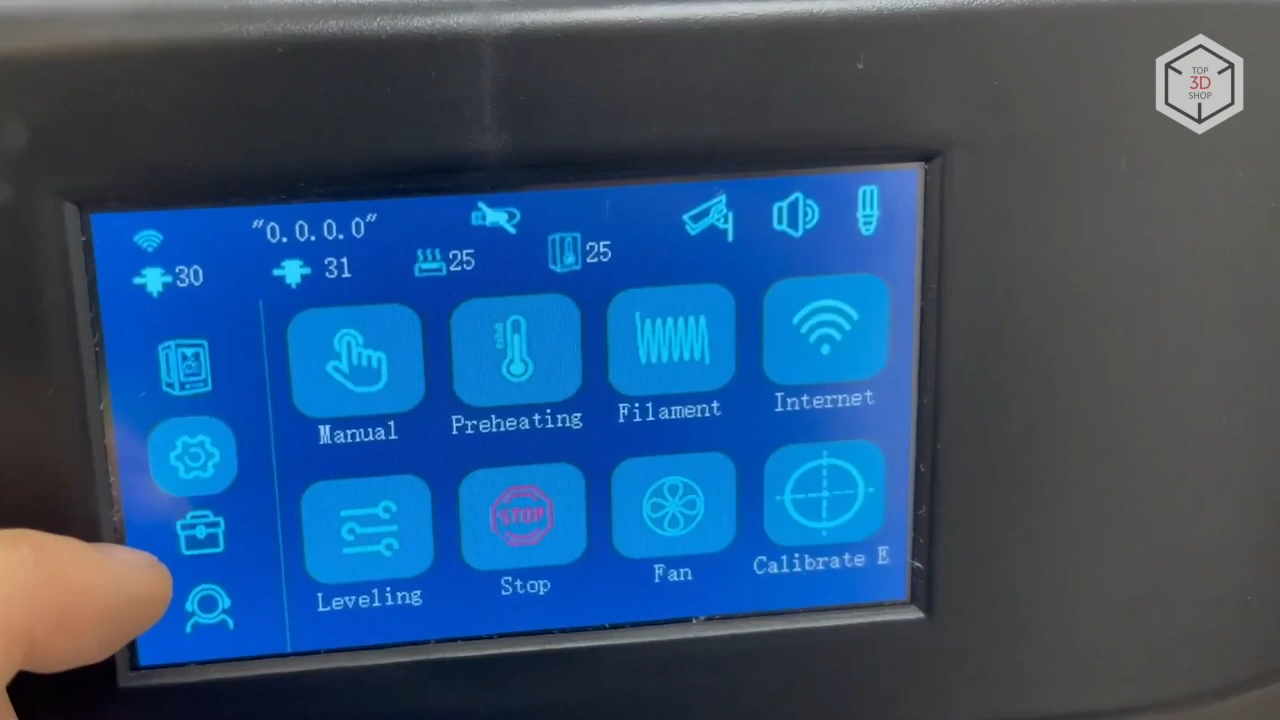 TOP
3D
SHOP
"0.0.0.0"
30
31
25
25
Manual
Preheating
Filament
Internet
STOP
Leveling
Stop
Fan
Calibrate E